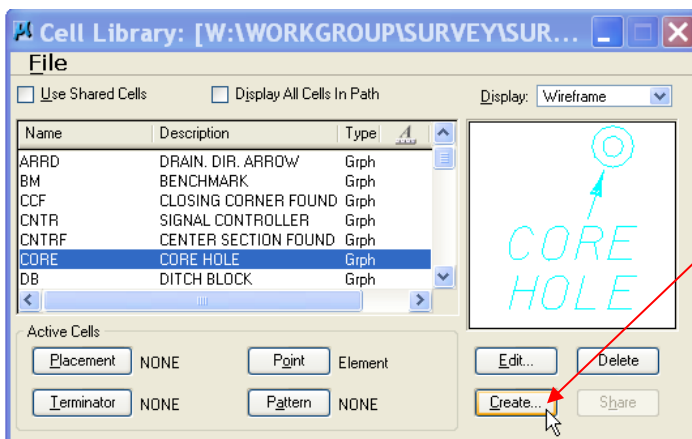 Cell Library: [W:\WORKGROUP\SURVEY\SUR...
File
Use Shared Cells Display All Cells In Path Display: Wireframe
Name Description Type
ARRD DRAIN. DIR. ARROW Grph
BM BENCHMARK Grph
CCF CLOSING CORNER FOUND Grph
CNTR SIGNAL CONTROLLER Grph
CNTRF CENTER SECTION FOUND Grph
CORE CORE HOLE Grph
DB DITCH BLOCK Grph
CORE
HOLE
Active Cells
Placement NONE Point Element Edit... Delete
Terminator NONE Pattern NONE Create... Share